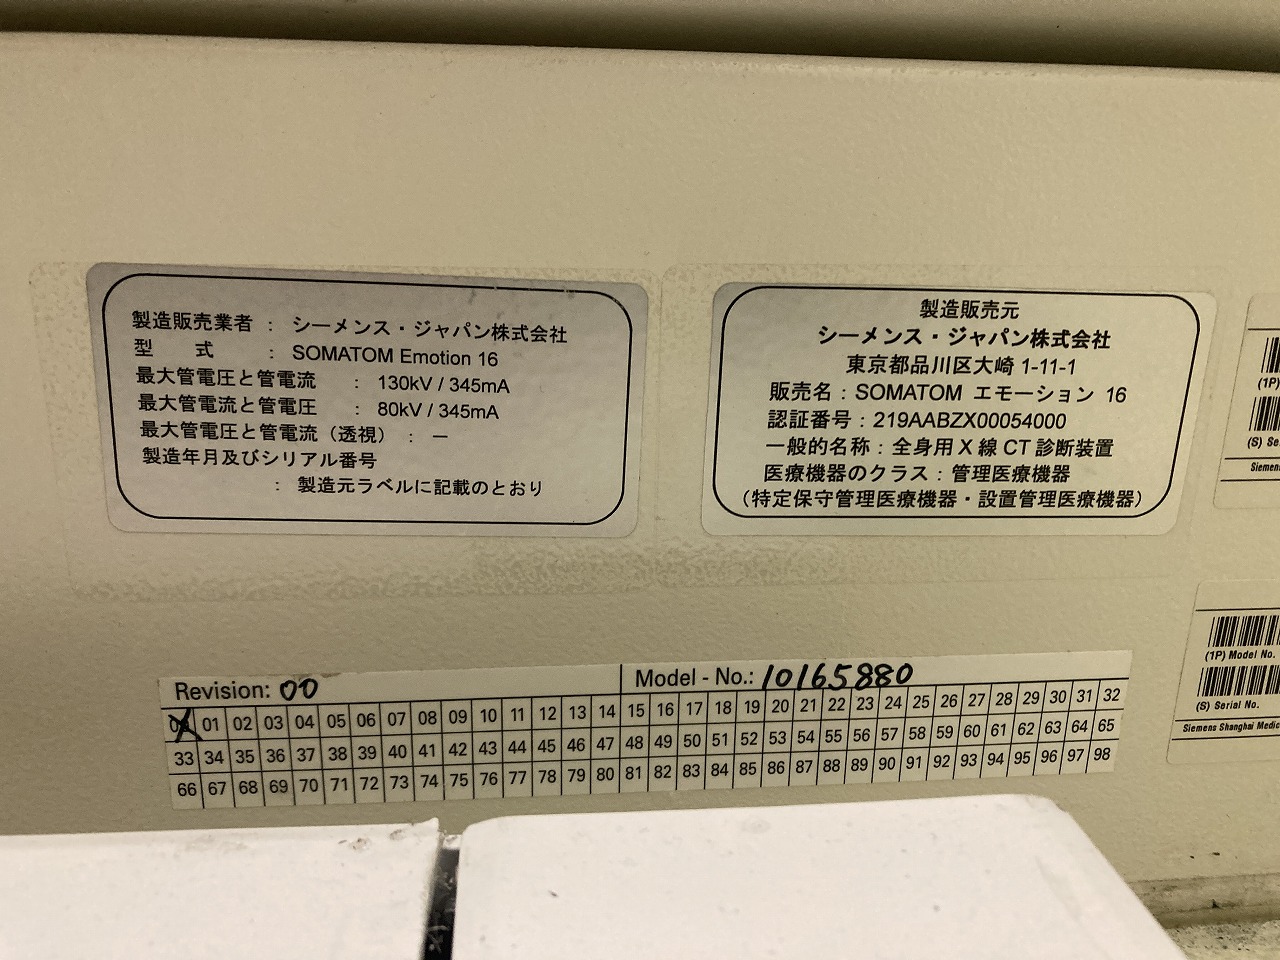 製造販売業者 : シーメンス・ジャパン株式会社
型 式 : SOMATOM Emotion 16
最大管電圧と管電流 : 130kV / 345mA
最大管電流と管電圧 : 80kV / 345mA
最大管電圧と管電流（透視） : －
製造年月及びシリアル番号
: 製造元ラベルに記載のとおり
製造販売元
シーメンス・ジャパン株式会社
東京都品川区大崎 1-11-1
販売名 : SOMATOM エモーション 16
認証番号 : 219AABZX00054000
一般的名称 : 全身用 X 線 CT 診断装置
医療機器のクラス : 管理医療機器
（特定保守管理医療機器・設置管理医療機器）
(1P)
(S) Se
Siemens
Revision: 00 Model - No.: 10165880
01 02 03 04 05 06 07 08 09 10 11 12 13 14 15 16 17 18 19 20 21 22 23 24 25 26 27 28 29 30 31 32
33 34 35 36 37 38 39 40 41 42 43 44 45 46 47 48 49 50 51 52 53 54 55 56 57 58 59 60 61 62 63 64 65
66 67 68 69 70 71 72 73 74 75 76 77 78 79 80 81 82 83 84 85 86 87 88 89 90 91 92 93 94 95 96 97 98
(1P) Model No.
(S) Serial No.
Siemens Shanghai Medic